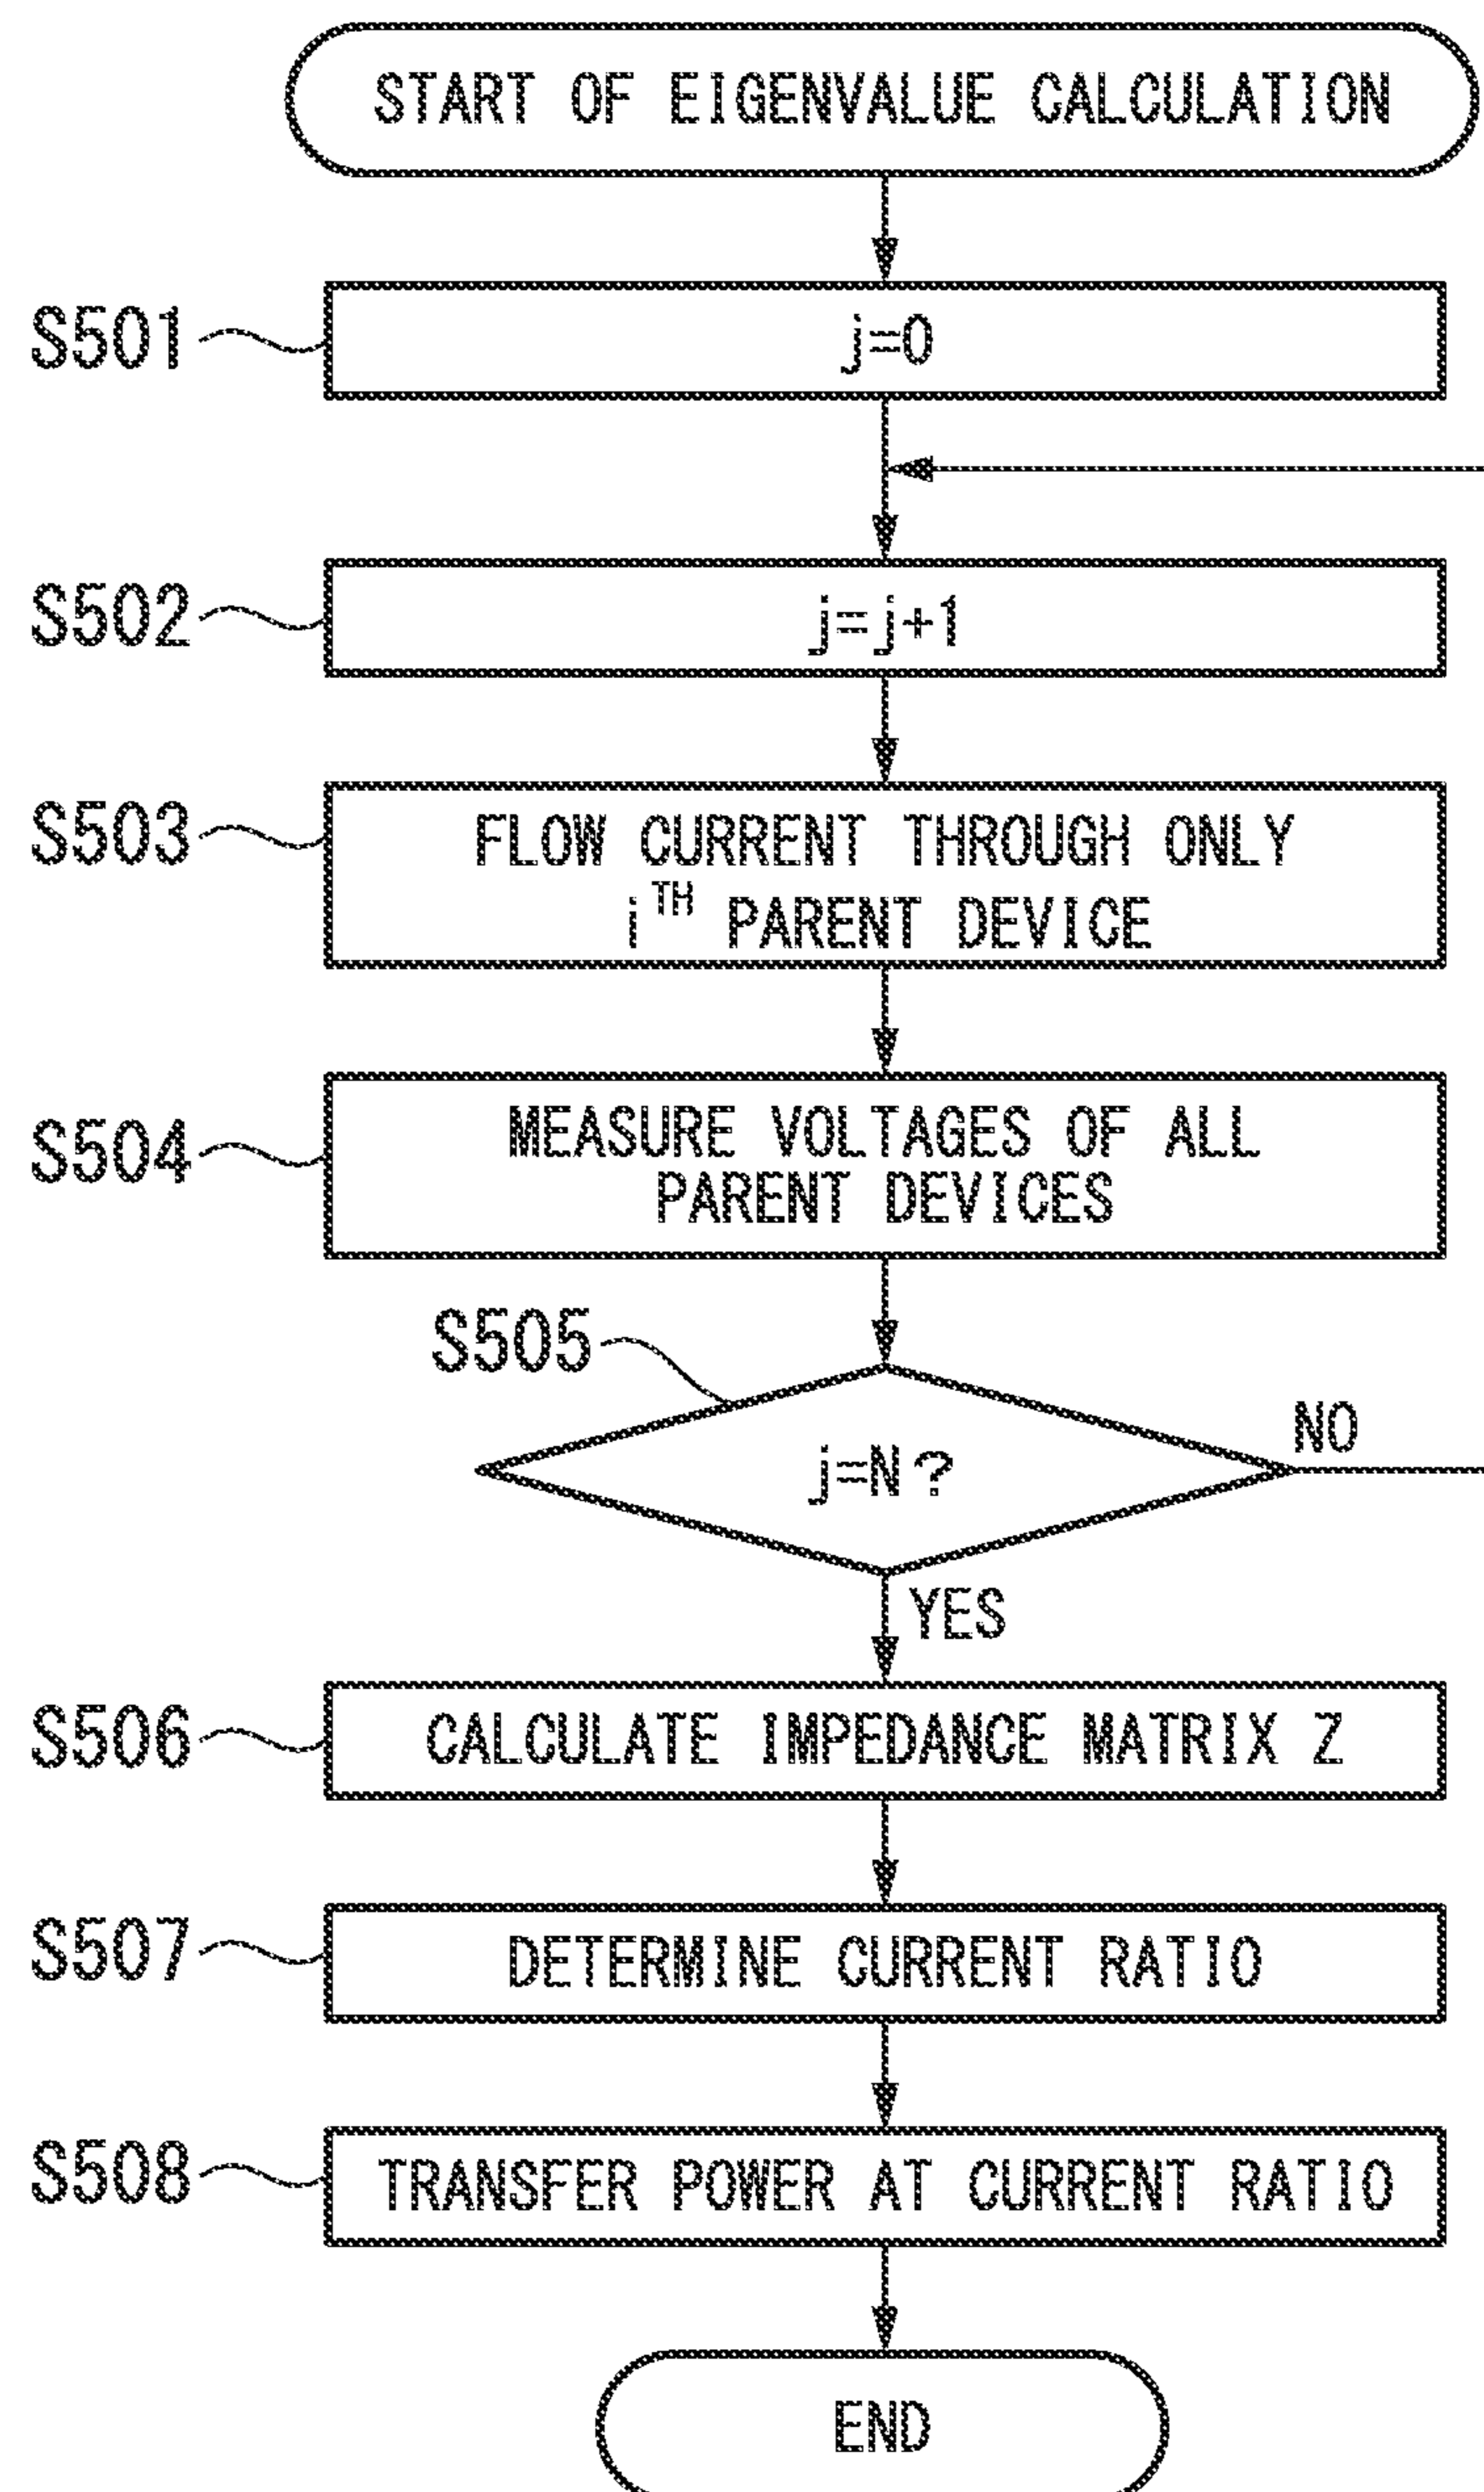 START OF EIGENVALUE CALCULATION
S501
j=0
S502
j=j+1
S503
FLOW CURRENT THROUGH ONLY
iTH PARENT DEVICE
S504
MEASURE VOLTAGES OF ALL
PARENT DEVICES
S505
j=N?
NO
YES
S506
CALCULATE IMPEDANCE MATRIX Z
S507
DETERMINE CURRENT RATIO
S508
TRANSFER POWER AT CURRENT RATIO
END